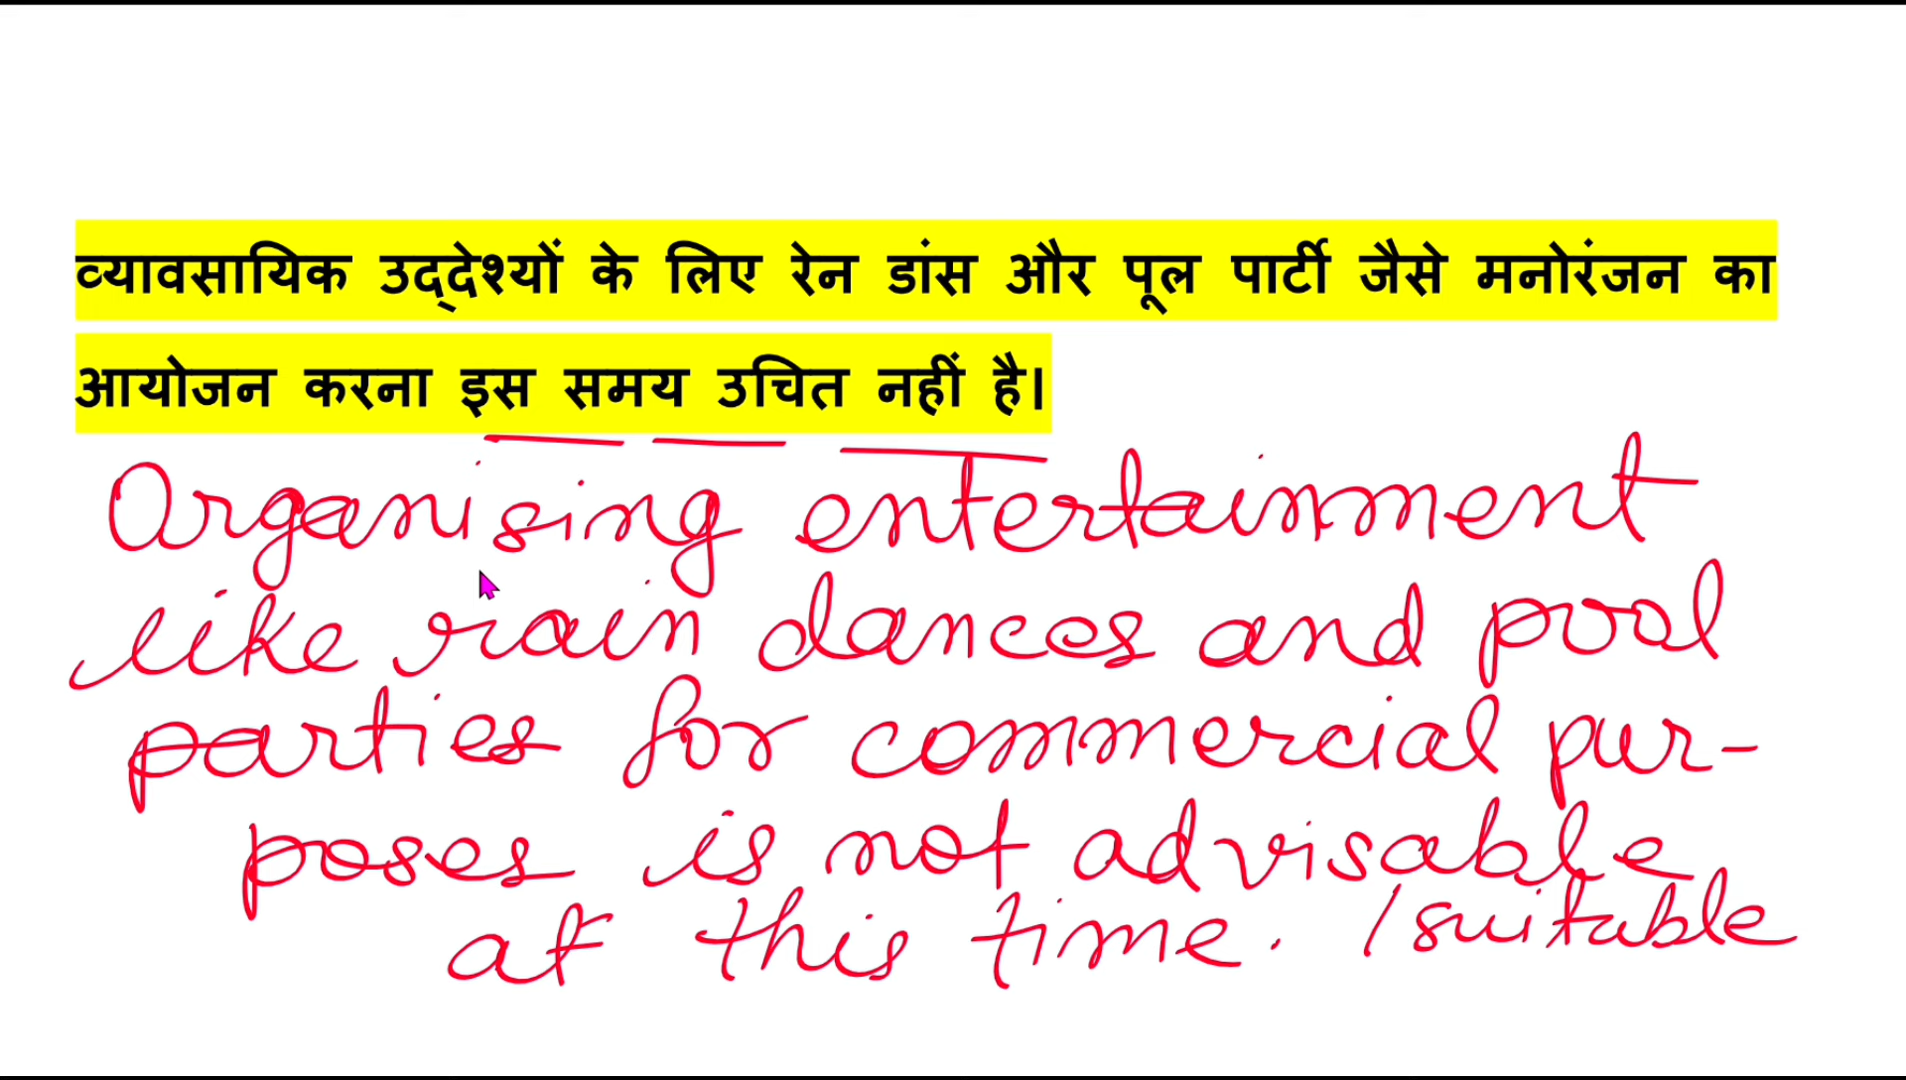 व्यावसायिक उद्देश्यों के लिए रेन डांस और पूल पार्टी जैसे मनोरंजन का
आयोजन करना इस समय उचित नहीं है।
Organising entertainment
like rain dances and pool
parties for commercial pur-
poses is not advisable
at this time. / suitable